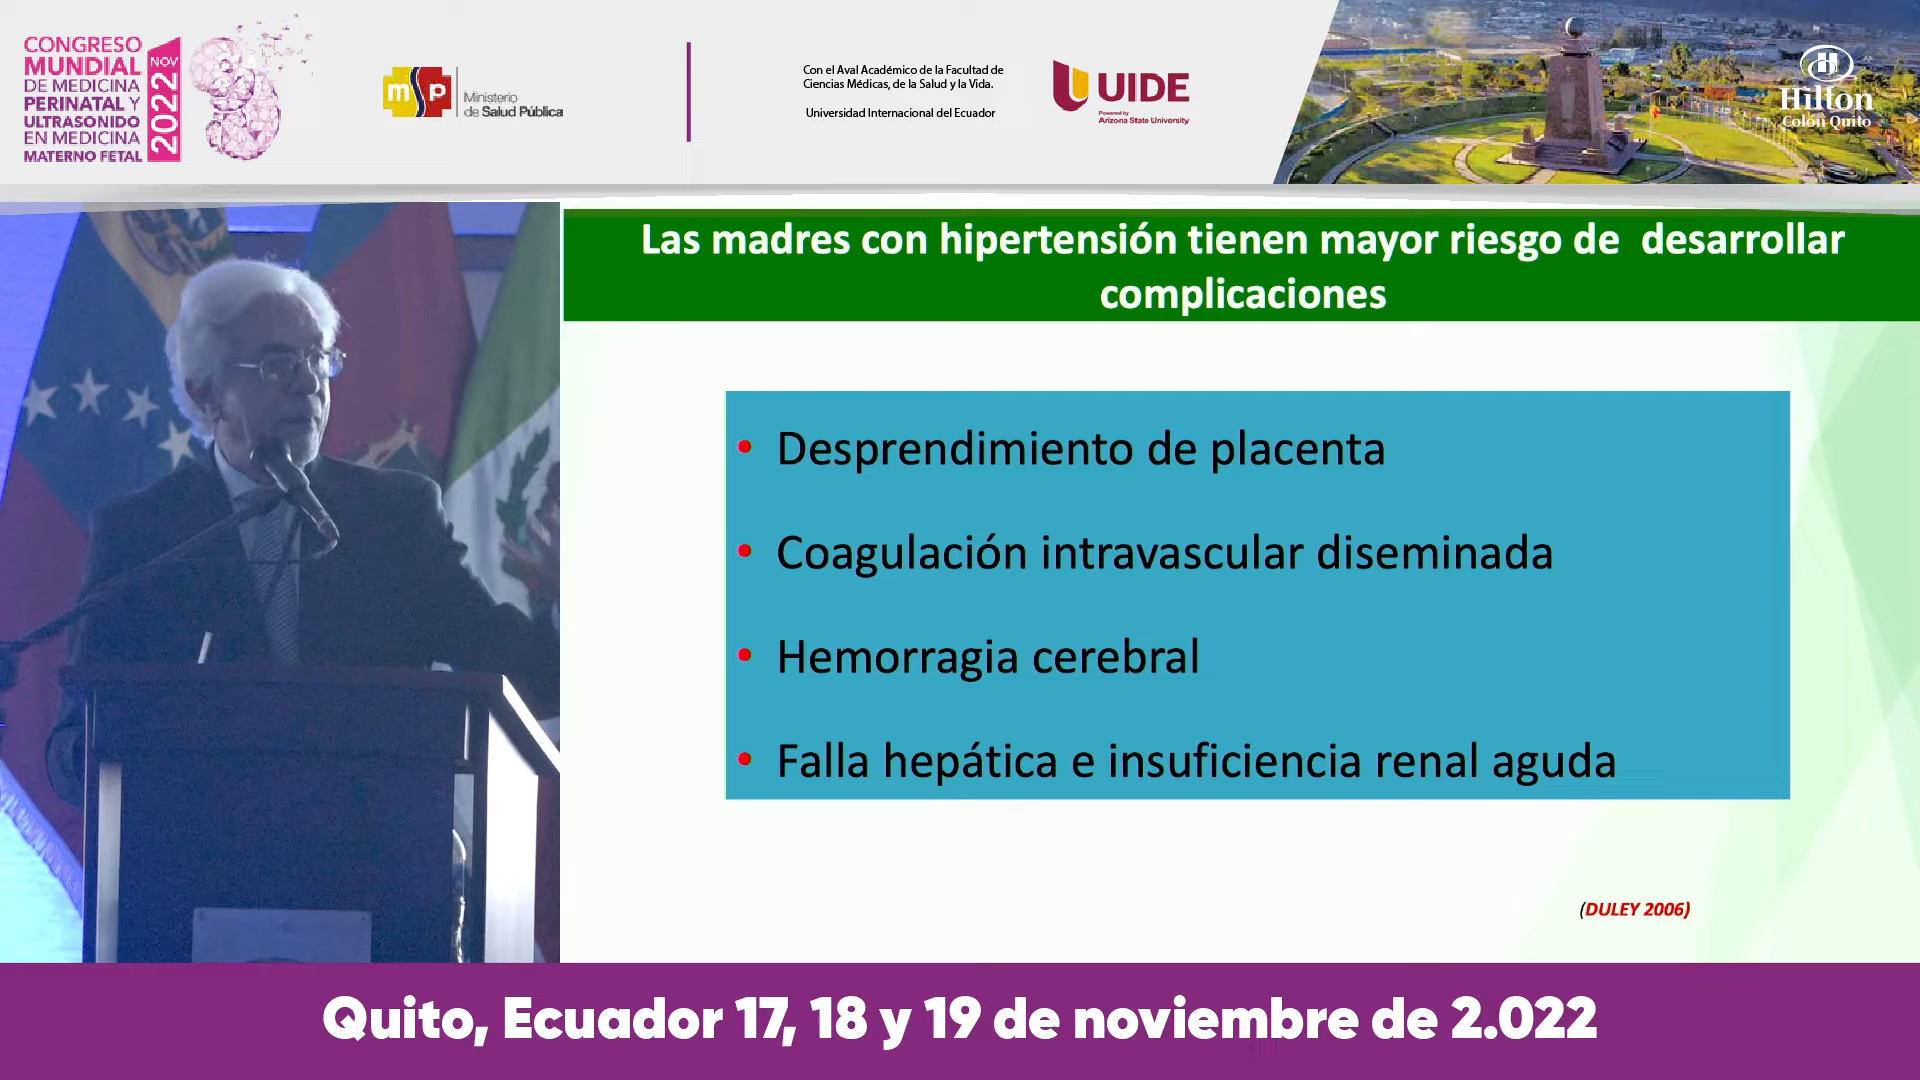 CONGRESO
MUNDIAL
DE MEDICINA
PERINATAL Y
ULTRASONIDO
EN MEDICINA
MATERNO FETAL
NOV
2022
msp
Ministerio
de Salud Pública
Con el Aval Académico de la Facultad de
Ciencias Médicas, de la Salud y la Vida.
Universidad Internacional del Ecuador
UIDE
Powered by
Arizona State University
H
Hilton
Colón Quito
Las madres con hipertensión tienen mayor riesgo de desarrollar
complicaciones
• Desprendimiento de placenta
• Coagulación intravascular diseminada
• Hemorragia cerebral
• Falla hepática e insuficiencia renal aguda
(DULEY 2006)
Quito, Ecuador 17, 18 y 19 de noviembre de 2.022